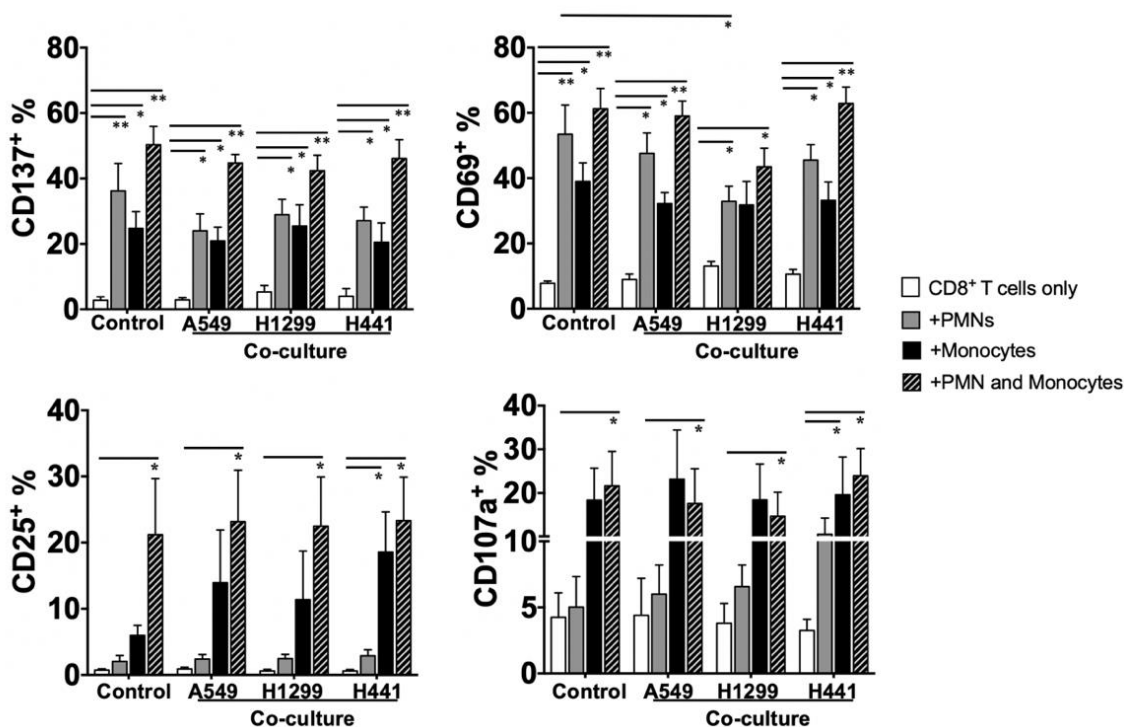 CD137⁺ %
80
60
40
20
0
** * **
* * **
* * **
* * **
Control A549 H1299 H441
Co-culture
CD69⁺ %
80
60
40
20
0
*
** * **
* * **
* *
* * **
Control A549 H1299 H441
Co-culture
CD8⁺ T cells only
+PMNs
+Monocytes
+PMN and Monocytes
CD25⁺ %
40
30
20
10
0
*
*
*
* *
Control A549 H1299 H441
Co-culture
CD107a⁺ %
40
30
20
10
10
5
0
*
*
*
* *
Control A549 H1299 H441
Co-culture